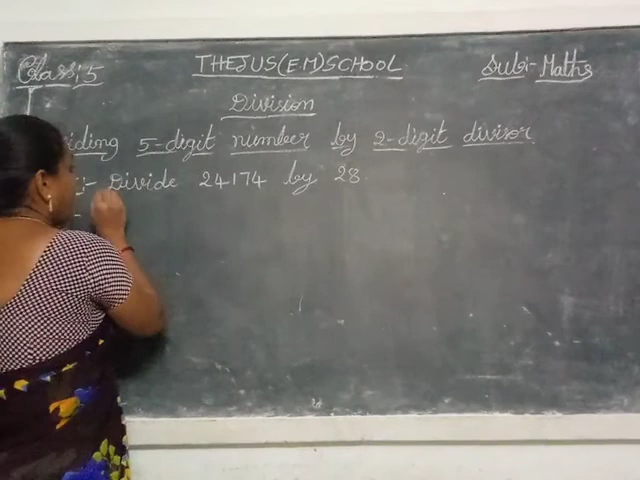 Class:5
THEJUS(EM)SCHOOL
Sub:- Maths
Division
iding 5-digit number by 2-digit divisor
:- Divide 24174 by 28.